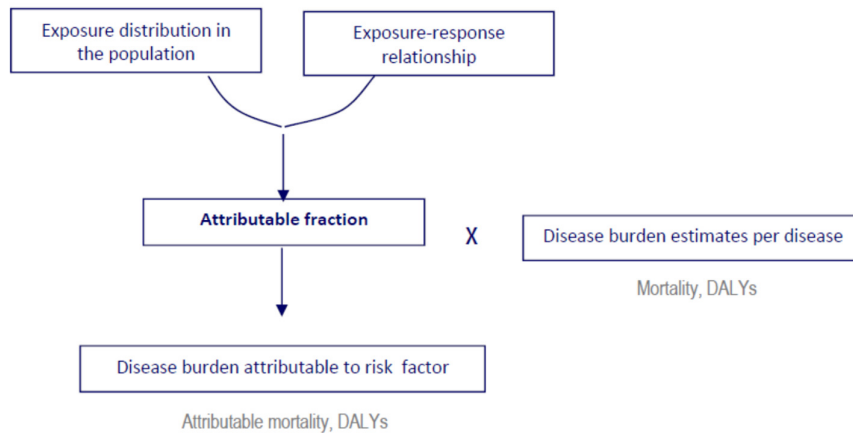 Exposure distribution in
the population
Exposure-response
relationship
Attributable fraction
X
Disease burden estimates per disease
Mortality, DALYs
Disease burden attributable to risk factor
Attributable mortality, DALYs